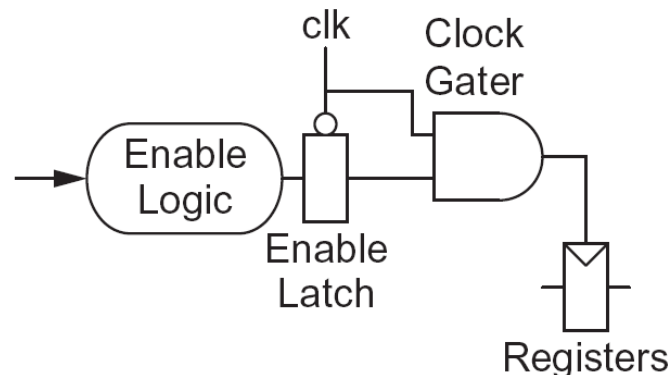 clk
Clock
Gater
Enable
Logic
Enable
Latch
Registers